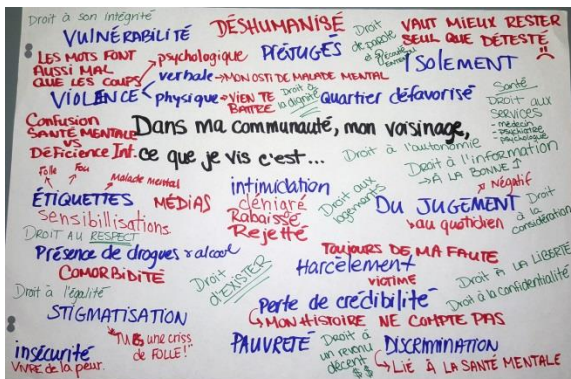 Droit à son intégrité
VULNÉRABILITÉ
DÉSHUMANISÉ
Droit de parole
VAUT MIEUX RESTER
SEUL QUE DÉTESTÉ
LES MOTS FONT
AUSSI MAL
QUE LES COUPS
psychologique
PRÉJUGÉS
ISOLEMENT
verbale → MON OSTI DE MALADE MENTAL
VIOLENCE
physique → VIEN TE
BATTRE
Droit à
la dignité
Quartier défavorisé
Santé
DROIT AUX
SERVICES
- médecin
- psychiatre
- psychologue
Confusion
SANTÉ MENTALE
VS
DÉFICIENCE Int.
Dans ma communauté, mon voisinage,
ce que je vis c'est...
Droit à l'autonomie
Droit à l'information
→ À LA BONNE !
Folle
Fou
Malade mental
ÉTIQUETTES
MÉDIAS
intimidation
dénigré
Rabaissé
Rejetté
Droit aux
logements
Négatif
DU JUGEMENT
→ au quotidien
Droit
à la
considération
Sensibillisations
DROIT AU RESPECT
Présence de drogues & alcool
COMORBIDITÉ
Droit
d'EXISTER
TOUJOURS DE MA FAUTE
Harcèlement
VICTIME
Droit À LA LIBERTÉ
Droit à la confidentialité
Droit à l'égalité
STIGMATISATION
"TU ES une criss
de FOLLE!"
Perte de crédibilité
→ MON HISTOIRE NE COMPTE PAS
insécurité
VIVRE de la peur.
PAUVRETÉ
Droit à
un revenu
décent
$$
DISCRIMINATION
→ LIÉ À LA SANTÉ MENTALE